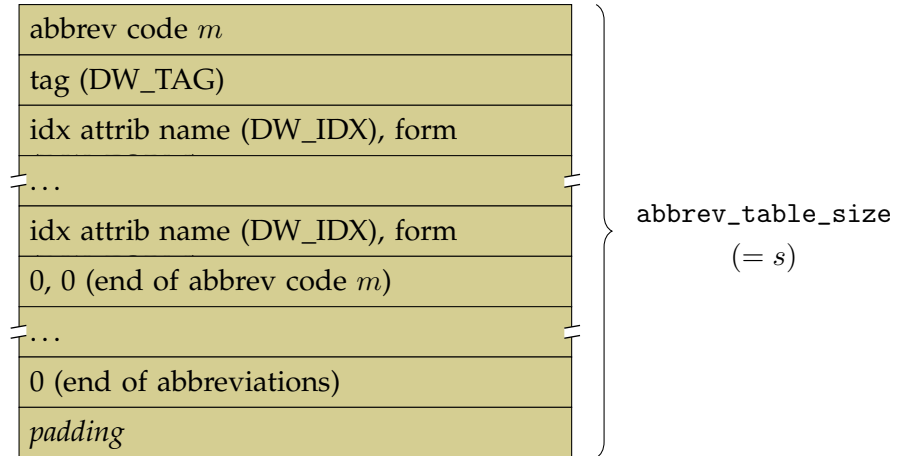 abbrev code m
tag (DW_TAG)
idx attrib name (DW_IDX), form
. . .
idx attrib name (DW_IDX), form
0, 0 (end of abbrev code m)
. . .
0 (end of abbreviations)
padding
abbrev_table_size
(= s)